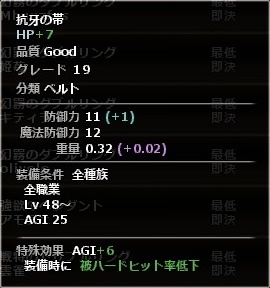 抗牙の帯
HP+7
品質 Good
グレード 19
分類 ベルト
防御力 11 (+1)
魔法防御力 12
重量 0.32 (+0.02)
装備条件 全種族
全職業
Lv 48～
AGI 25
特殊効果 AGI+6
装備時に 被ハードヒット率低下